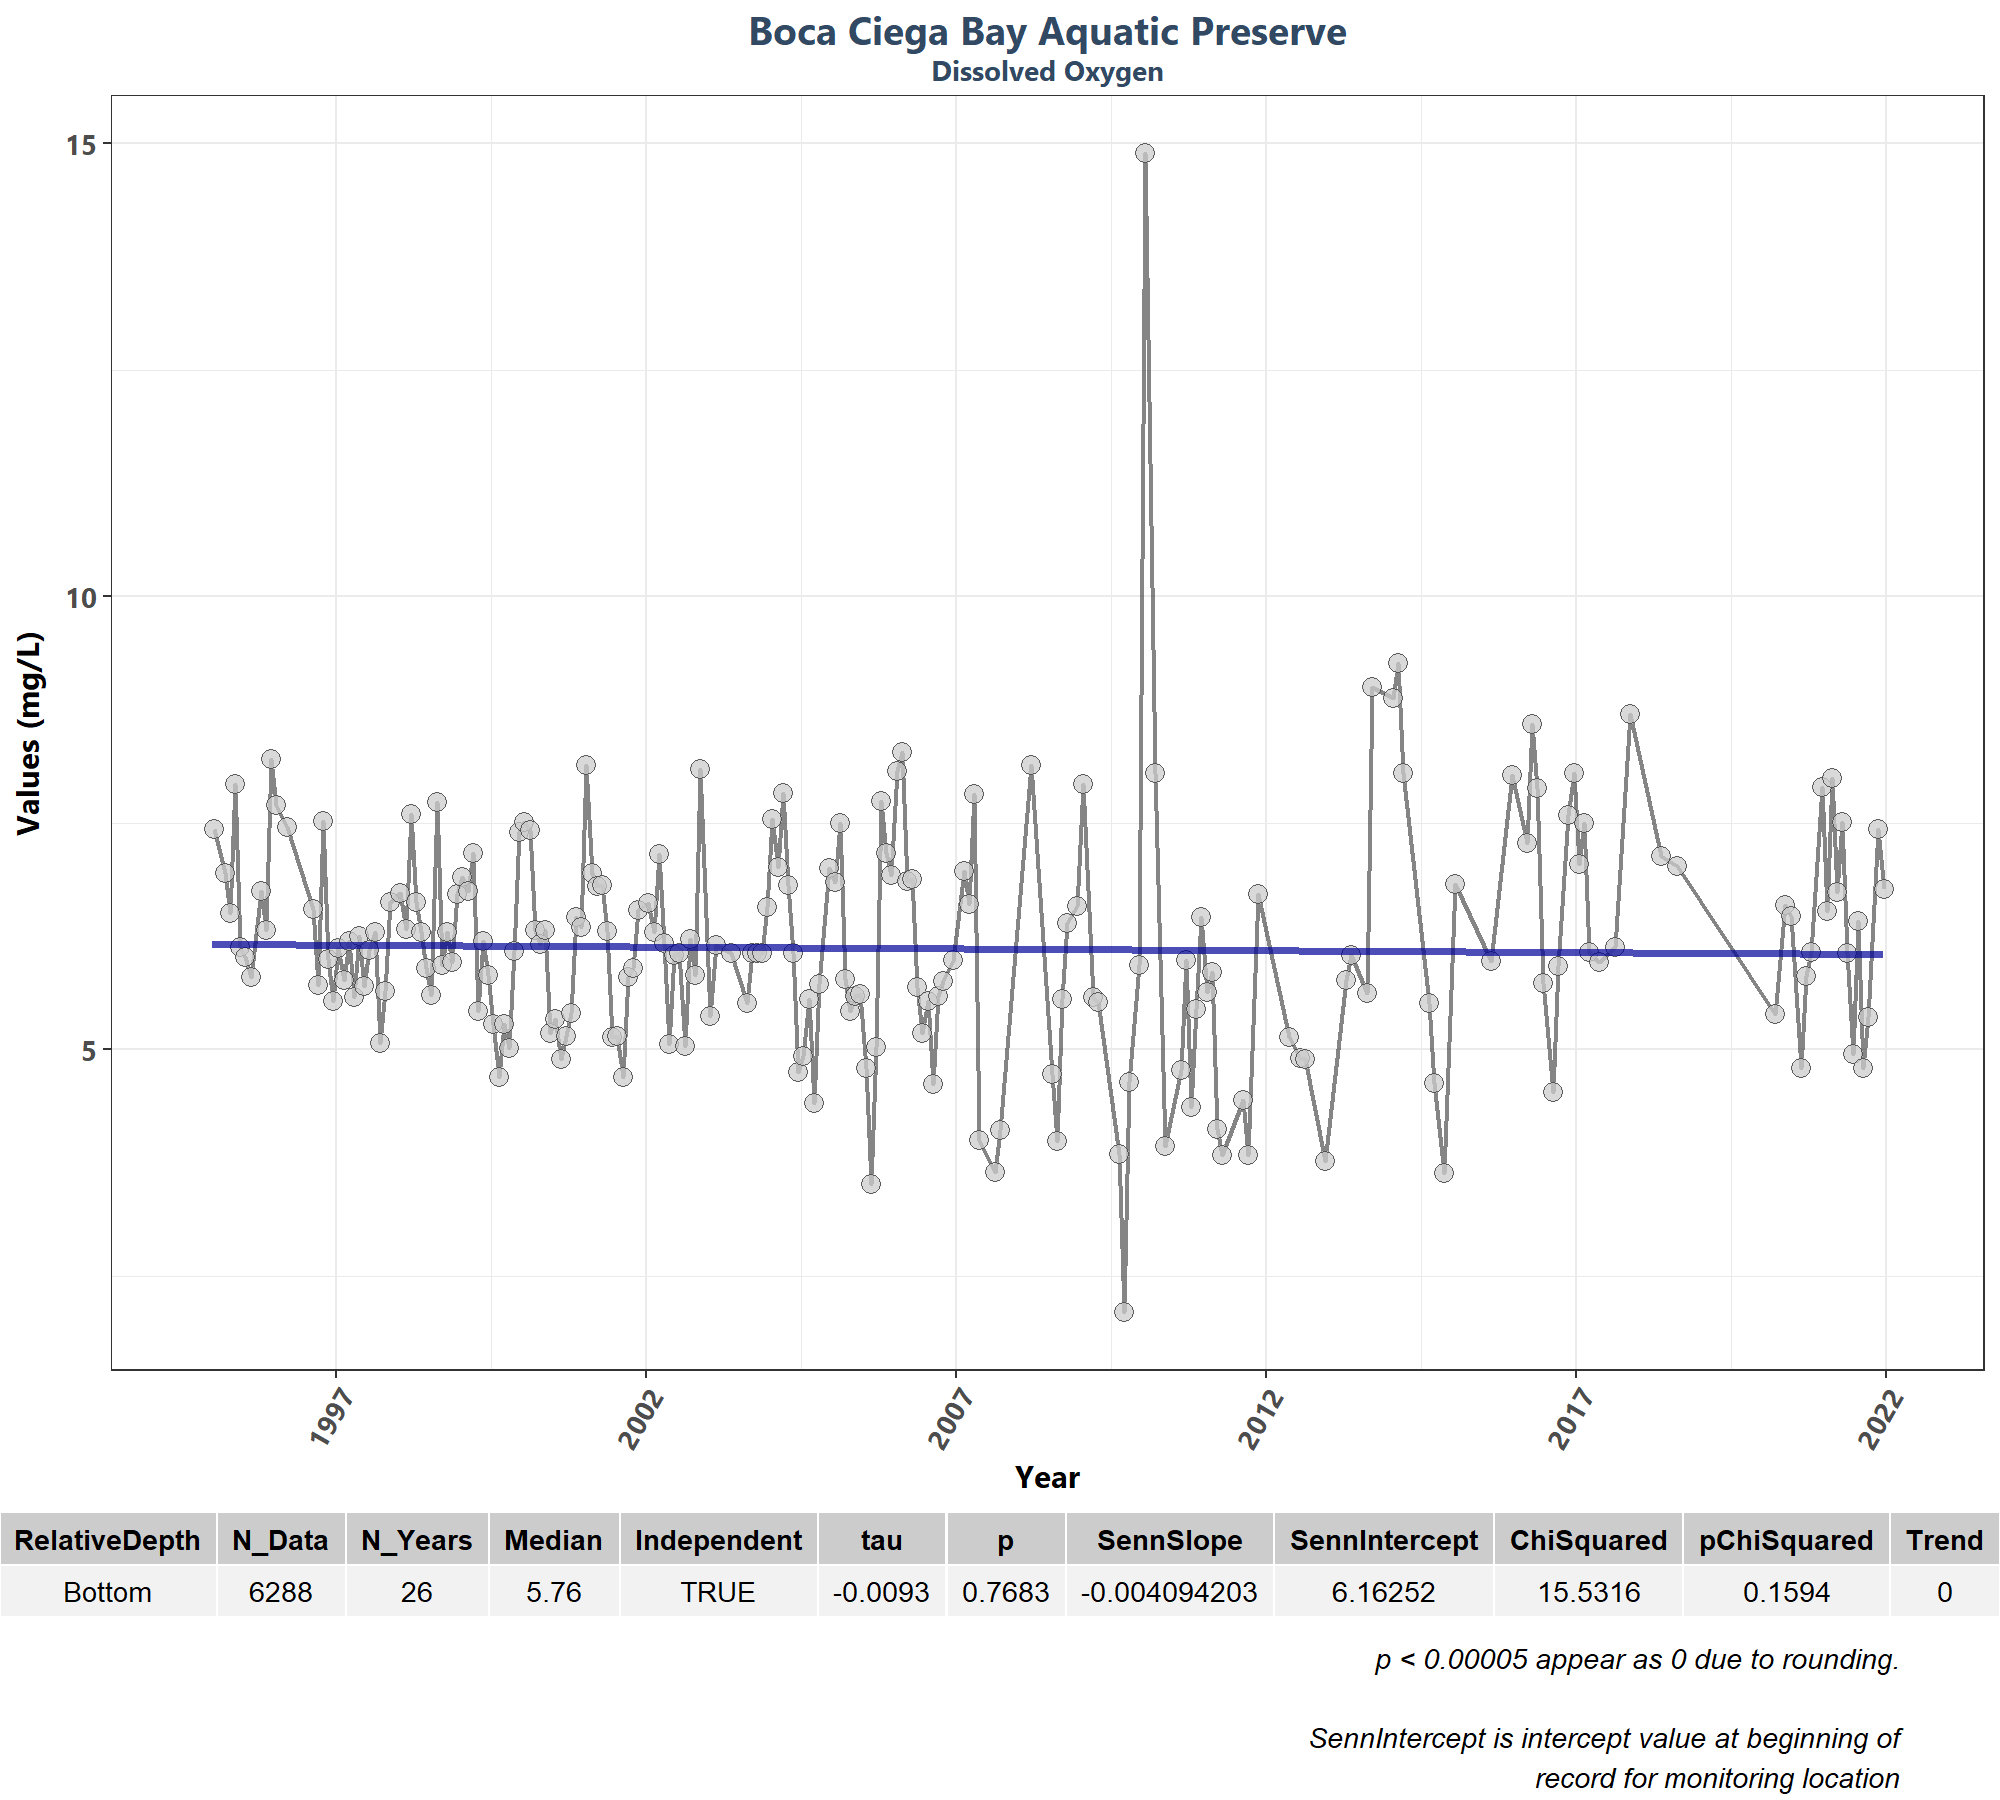 Boca Ciega Bay Aquatic Preserve
Dissolved Oxygen
15
10
5
Values (mg/L)
1997
2002
2007
2012
2017
2022
Year
RelativeDepth N_Data N_Years Median Independent tau p SennSlope SennIntercept ChiSquared pChiSquared Trend
Bottom 6288 26 5.76 TRUE -0.0093 0.7683 -0.004094203 6.16252 15.5316 0.1594 0
p < 0.00005 appear as 0 due to rounding.
SennIntercept is intercept value at beginning of
record for monitoring location